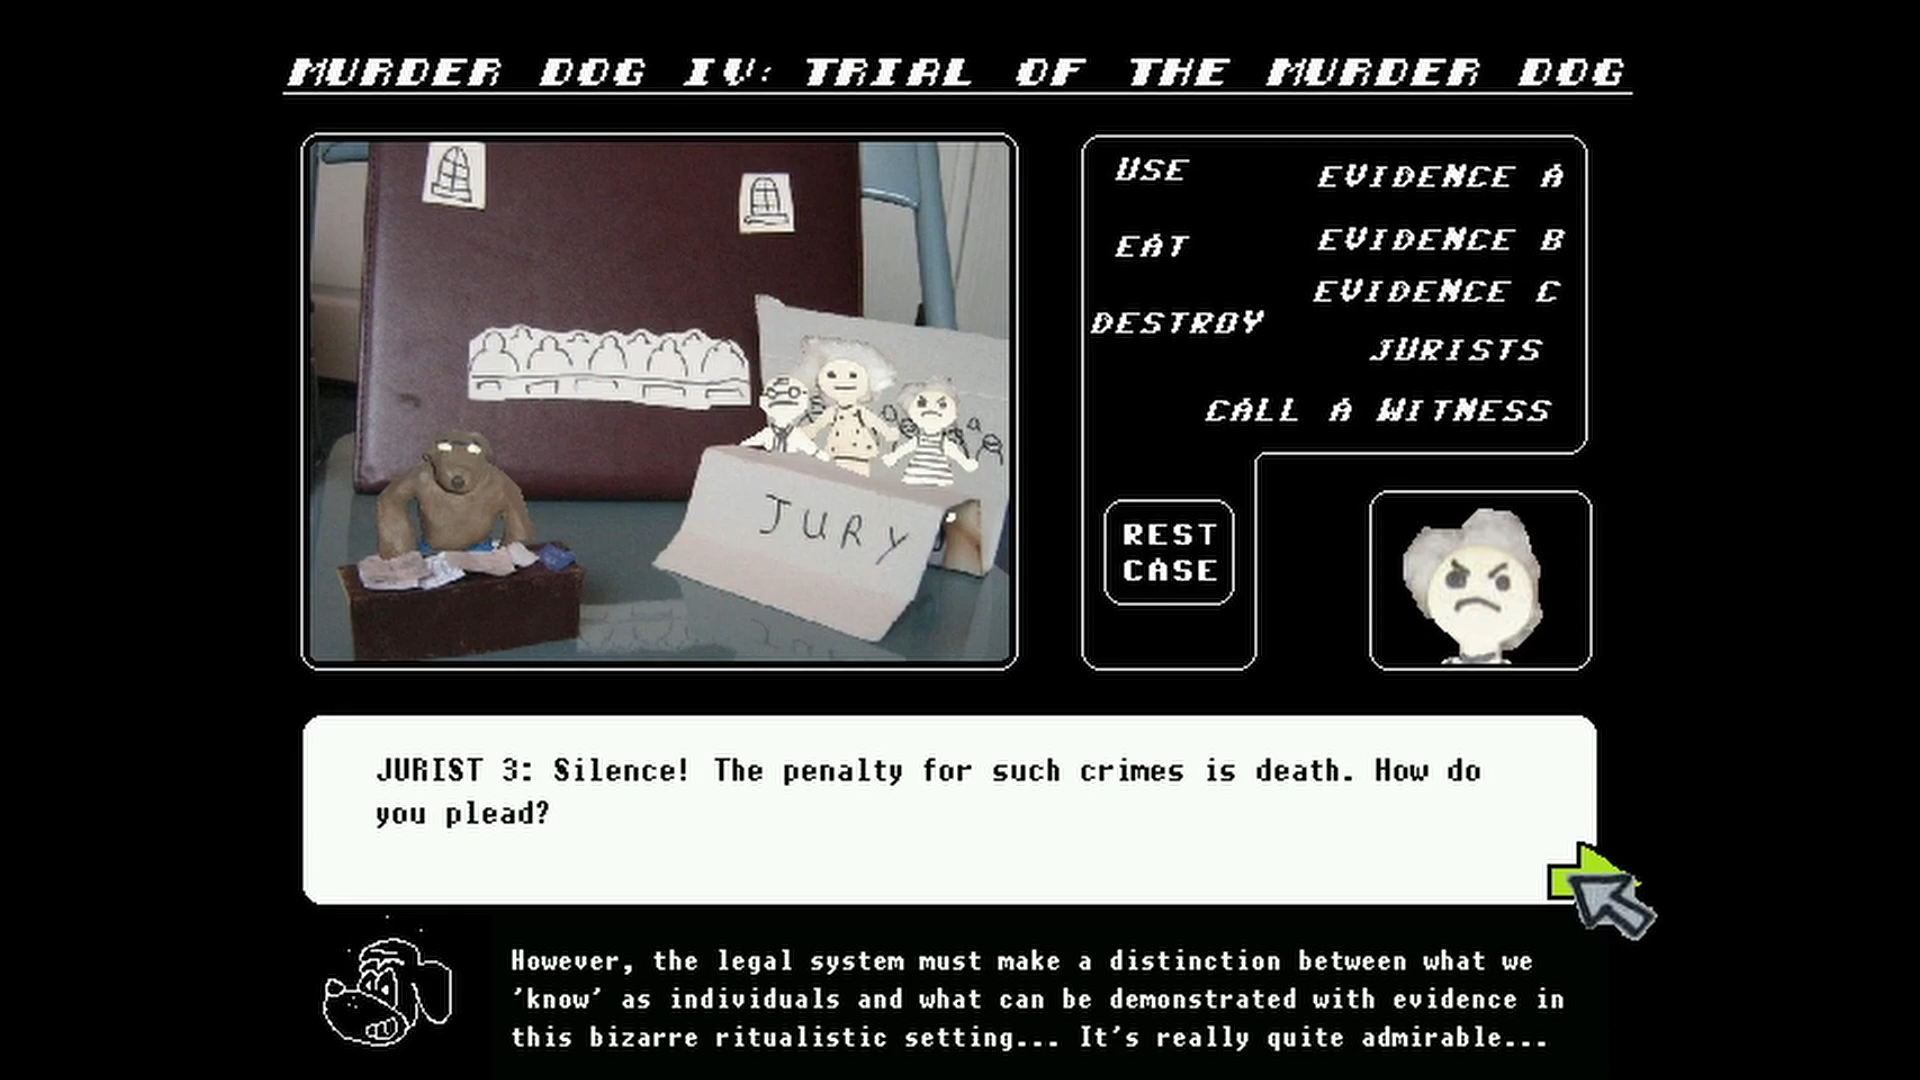 MURDER DOG IV: TRIAL OF THE MURDER DOG
USE
EVIDENCE A
EAT
EVIDENCE B
EVIDENCE C
DESTROY
JURISTS
CALL A WITNESS
JURY
REST
CASE
JURIST 3: Silence! The penalty for such crimes is death. How do
you plead?
However, the legal system must make a distinction between what we
'know' as individuals and what can be demonstrated with evidence in
this bizarre ritualistic setting... It's really quite admirable...